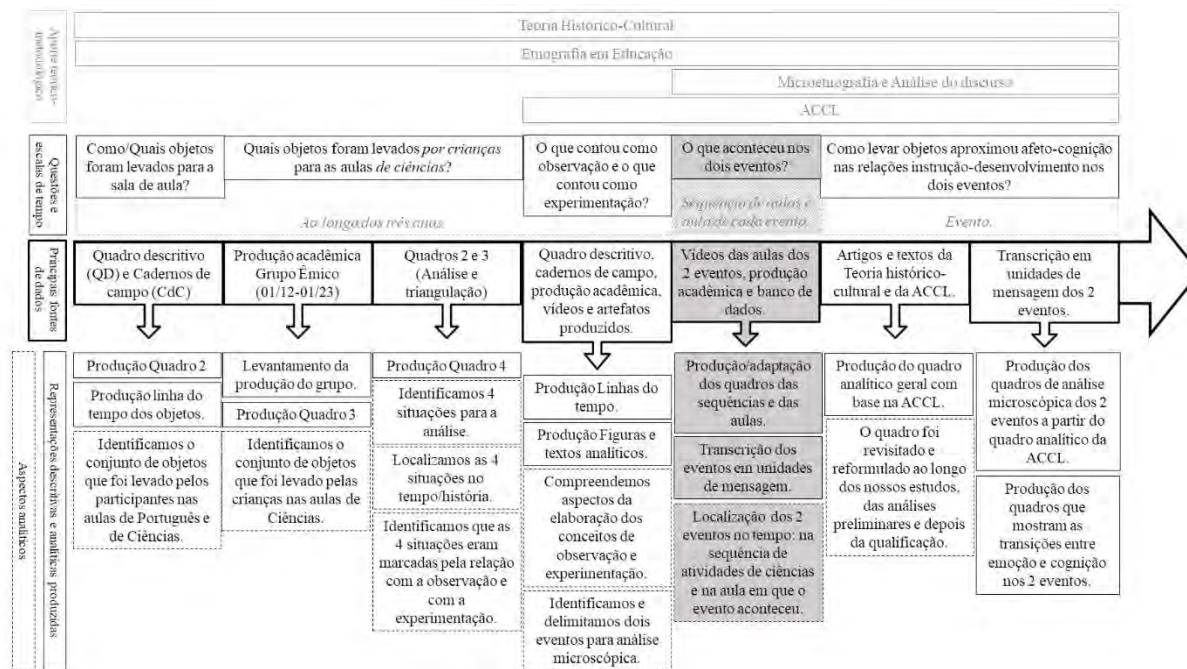 Aporte teórico-
metodológico
Teoria Histórico-Cultural
Etnografia em Educação
Microetnografia e Análise do discurso
ACCL
Questões e
escalas de tempo
Como/Quais objetos
foram levados para a
sala de aula?
Quais objetos foram levados por crianças
para as aulas de ciências?
O que contou como
observação e o que
contou como
experimentação?
O que aconteceu nos
dois eventos?
Como levar objetos aproximou afeto-cognição
nas relações instrução-desenvolvimento nos
dois eventos?
Ao longo dos três anos.
Sequência de aulas e
aula de cada evento.
Evento.
Principais fontes
de dados
Quadro descritivo
(QD) e Cadernos de
campo (CdC)
Produção acadêmica
Grupo Êmico
(01/12-01/23)
Quadros 2 e 3
(Análise e
triangulação)
Quadro descritivo,
cadernos de campo,
produção acadêmica,
vídeos e artefatos
produzidos.
Vídeos das aulas dos
2 eventos, produção
acadêmica e banco de
dados.
Artigos e textos da
Teoria histórico-
cultural e da ACCL.
Transcrição em
unidades de
mensagem dos 2
eventos.
Aspectos analíticos
Representações descritivas e analíticas produzidas
Produção Quadro 2
Produção linha do
tempo dos objetos.
Identificamos o
conjunto de objetos
que foi levado pelos
participantes nas
aulas de Português e
de Ciências.
Levantamento da
produção do grupo.
Produção Quadro 3
Identificamos o
conjunto de objetos
que foi levado pelas
crianças nas aulas de
Ciências.
Produção Quadro 4
Identificamos 4
situações para a
análise.
Localizamos as 4
situações no
tempo/história.
Identificamos que as
4 situações eram
marcadas pela relação
com a observação e
com a
experimentação.
Produção Linhas do
tempo.
Produção Figuras e
textos analíticos.
Compreendemos
aspectos da
elaboração dos
conceitos de
observação e
experimentação.
Identificamos e
delimitamos dois
eventos para análise
microscópica.
Produção/adaptação
dos quadros das
sequências e das
aulas.
Transcrição dos
eventos em unidades
de mensagem.
Localização dos 2
eventos no tempo: na
sequência de
atividades de ciências
e na aula em que o
evento aconteceu.
Produção do quadro
analítico geral com
base na ACCL.
O quadro foi
revisitado e
reformulado ao longo
dos nossos estudos,
das análises
preliminares e depois
da qualificação.
Produção dos
quadros de análise
microscópica dos 2
eventos a partir do
quadro analítico da
ACCL.
Produção dos
quadros que
mostram as
transições entre
emoção e cognição
nos 2 eventos.